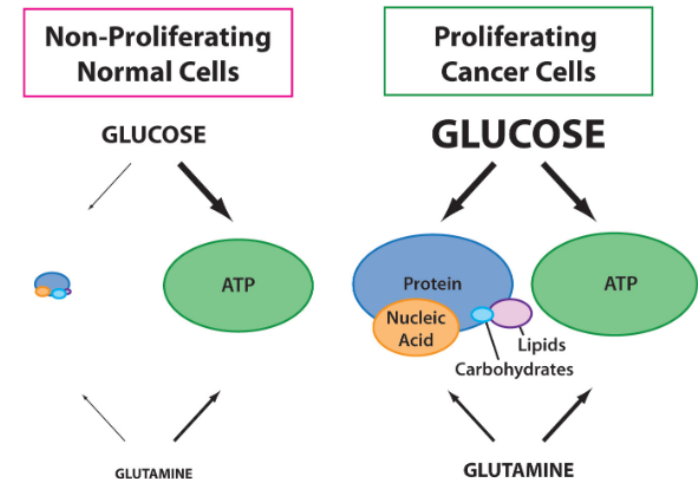 Non-Proliferating
Normal Cells
GLUCOSE
ATP
GLUTAMINE
Proliferating
Cancer Cells
GLUCOSE
Protein
Nucleic
Acid
ATP
Lipids
Carbohydrates
GLUTAMINE